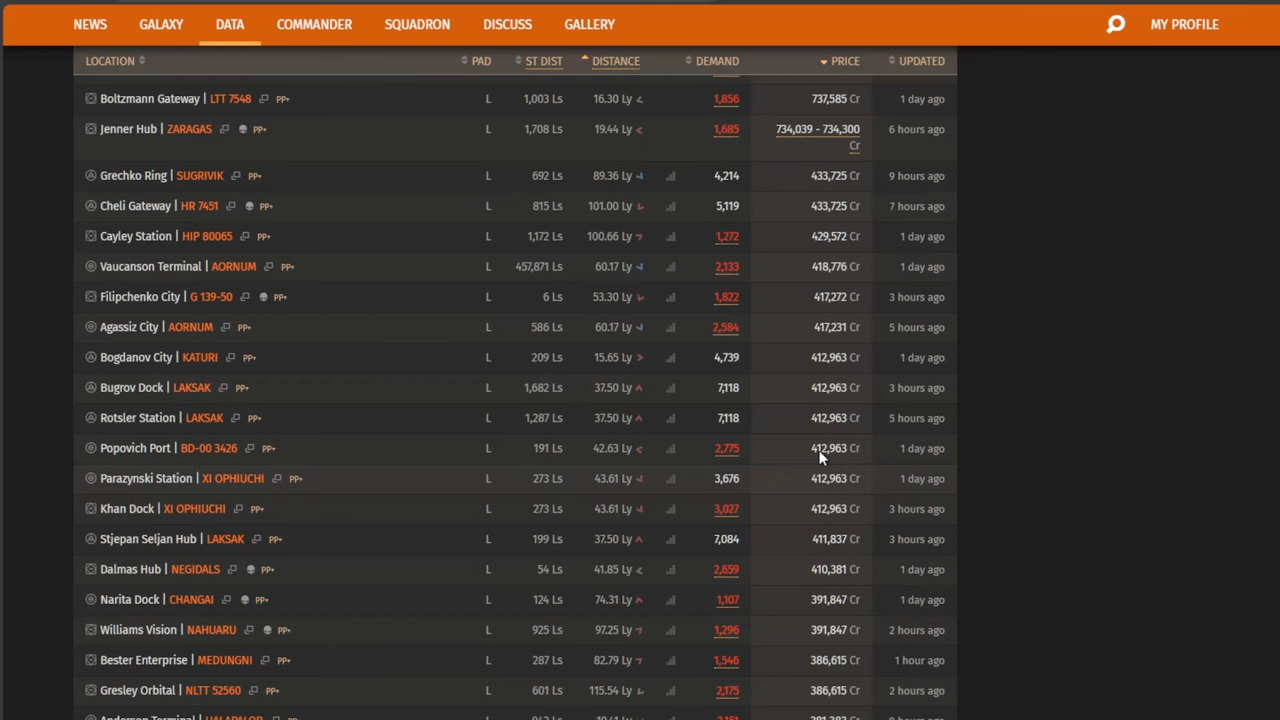 NEWS GALAXY DATA COMMANDER SQUADRON DISCUSS GALLERY MY PROFILE
LOCATION PAD ST DIST DISTANCE DEMAND PRICE UPDATED
Boltzmann Gateway | LTT 7548 PP+ L 1,003 Ls 16.30 Ly 1,856 737,585 Cr 1 day ago
Jenner Hub | ZARAGAS PP+ L 1,708 Ls 19.44 Ly 1,685 734,039 - 734,300 6 hours ago
Cr
Grechko Ring | SUGRIVIK PP+ L 692 Ls 89.36 Ly 4,214 433,725 Cr 9 hours ago
Cheli Gateway | HR 7451 PP+ L 815 Ls 101.00 Ly 5,119 433,725 Cr 7 hours ago
Cayley Station | HIP 80065 PP+ L 1,172 Ls 100.66 Ly 1,272 429,572 Cr 1 day ago
Vaucanson Terminal | AORNUM PP+ L 457,871 Ls 60.17 Ly 2,133 418,776 Cr 1 day ago
Filipchenko City | G 139-50 PP+ L 6 Ls 53.30 Ly 1,822 417,272 Cr 3 hours ago
Agassiz City | AORNUM PP+ L 586 Ls 60.17 Ly 2,584 417,231 Cr 5 hours ago
Bogdanov City | KATURI PP+ L 209 Ls 15.65 Ly 4,739 412,963 Cr 1 day ago
Bugrov Dock | LAKSAK PP+ L 1,682 Ls 37.50 Ly 7,118 412,963 Cr 3 hours ago
Rotsler Station | LAKSAK PP+ L 1,287 Ls 37.50 Ly 7,118 412,963 Cr 5 hours ago
Popovich Port | BD-00 3426 PP+ L 191 Ls 42.63 Ly 2,775 412,963 Cr 1 day ago
Parazynski Station | XI OPHIUCHI PP+ L 273 Ls 43.61 Ly 3,676 412,963 Cr 1 day ago
Khan Dock | XI OPHIUCHI PP+ L 273 Ls 43.61 Ly 3,027 412,963 Cr 3 hours ago
Stjepan Seljan Hub | LAKSAK PP+ L 199 Ls 37.50 Ly 7,084 411,837 Cr 3 hours ago
Dalmas Hub | NEGIDALS PP+ L 54 Ls 41.85 Ly 2,659 410,381 Cr 1 day ago
Narita Dock | CHANGAI PP+ L 124 Ls 74.31 Ly 1,107 391,847 Cr 1 day ago
Williams Vision | NAHUARU PP+ L 925 Ls 97.25 Ly 1,296 391,847 Cr 2 hours ago
Bester Enterprise | MEDUNGNI PP+ L 287 Ls 82.79 Ly 1,546 386,615 Cr 1 hour ago
Gresley Orbital | NLTT 52560 PP+ L 601 Ls 115.54 Ly 2,175 386,615 Cr 2 hours ago